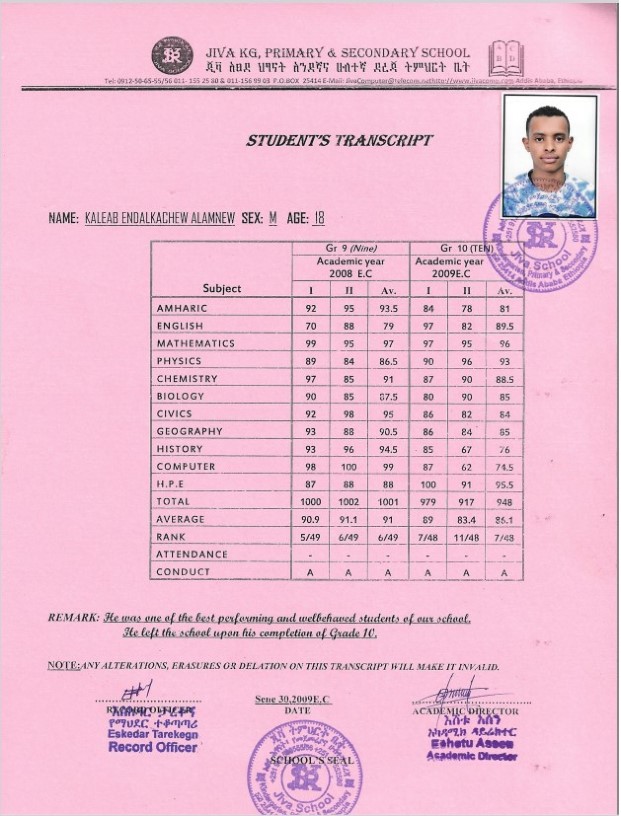 JIVA KG, PRIMARY & SECONDARY SCHOOL
ጂቫ አፀደ ህፃናት አንደኛና ሁለተኛ ደረጃ ትምህርት ቤት
Tel: 0912-50-65-55/56 011- 155 25 80 & 011-156 99 03 P.O.BOX 25414 E-Mail: Addis Ababa, Ethiopia
STUDENT'S TRANSCRIPT
NAME: KALEAB ENDALKACHEW ALAMNEW SEX: M AGE: 18
Gr 9 (Nine) Gr 10 (TEN)
Academic year Academic year
2008 E.C 2009E.C
Subject I II Av. I II Av.
AMHARIC 92 95 93.5 84 78 81
ENGLISH 70 88 79 97 82 89.5
MATHEMATICS 99 95 97 97 95 96
PHYSICS 89 84 86.5 90 96 93
CHEMISTRY 97 85 91 87 90 88.5
BIOLOGY 90 85 87.5 80 90 85
CIVICS 92 98 95 86 82 84
GEOGRAPHY 93 88 90.5 86 84 85
HISTORY 93 96 94.5 85 67 76
COMPUTER 98 100 99 87 62 74.5
H.P.E 87 88 88 100 91 95.5
TOTAL 1000 1002 1001 979 917 948
AVERAGE 90.9 91.1 91 89 83.4 86.1
RANK 5/49 6/49 6/49 7/48 11/48 7/48
ATTENDANCE - - - - - -
CONDUCT A A A A A A
Jiva School
REMARK: He was one of the best performing and welbehaved students of our school.
He left the school upon his completion of Grade 10.
NOTE: ANY ALTERATIONS, ERASURES OR DELATION ON THIS TRANSCRIPT WILL MAKE IT INVALID.
Sene 30,2009E.C
RECORD OFFICER DATE ACADEMIC DIRECTOR
የማህደር ተቆጣጣሪ
Eskedar Tarekegn
Record Officer
አካዳሚክ ዳይሬክተር
Eshetu Assen
Academic Director
SCHOOL'S SEAL
Jiva School